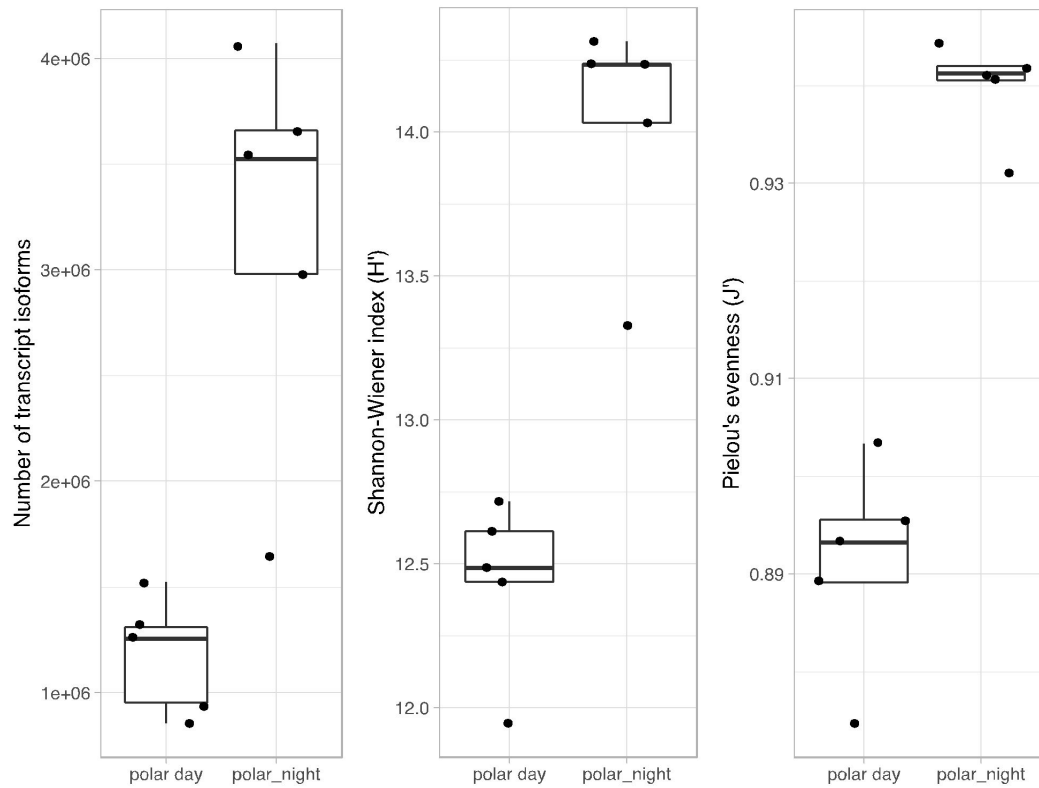 Number of transcript isoforms
4e+06
3e+06
2e+06
1e+06
polar day
polar_night
Shannon-Wiener index (H')
14.0
13.5
13.0
12.5
12.0
polar day
polar_night
Pielou's evenness (J')
0.93
0.91
0.89
polar day
polar_night